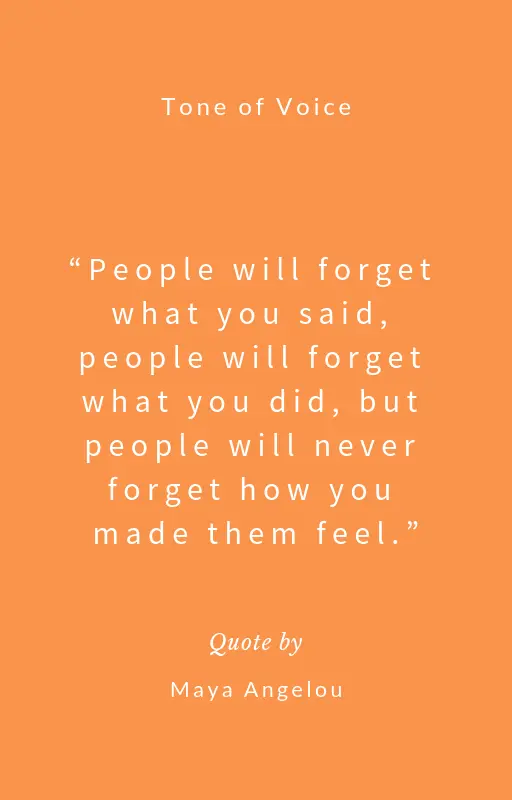 Tone of Voice
“People will forget
what you said,
people will forget
what you did, but
people will never
forget how you
made them feel.”
Quote by
Maya Angelou